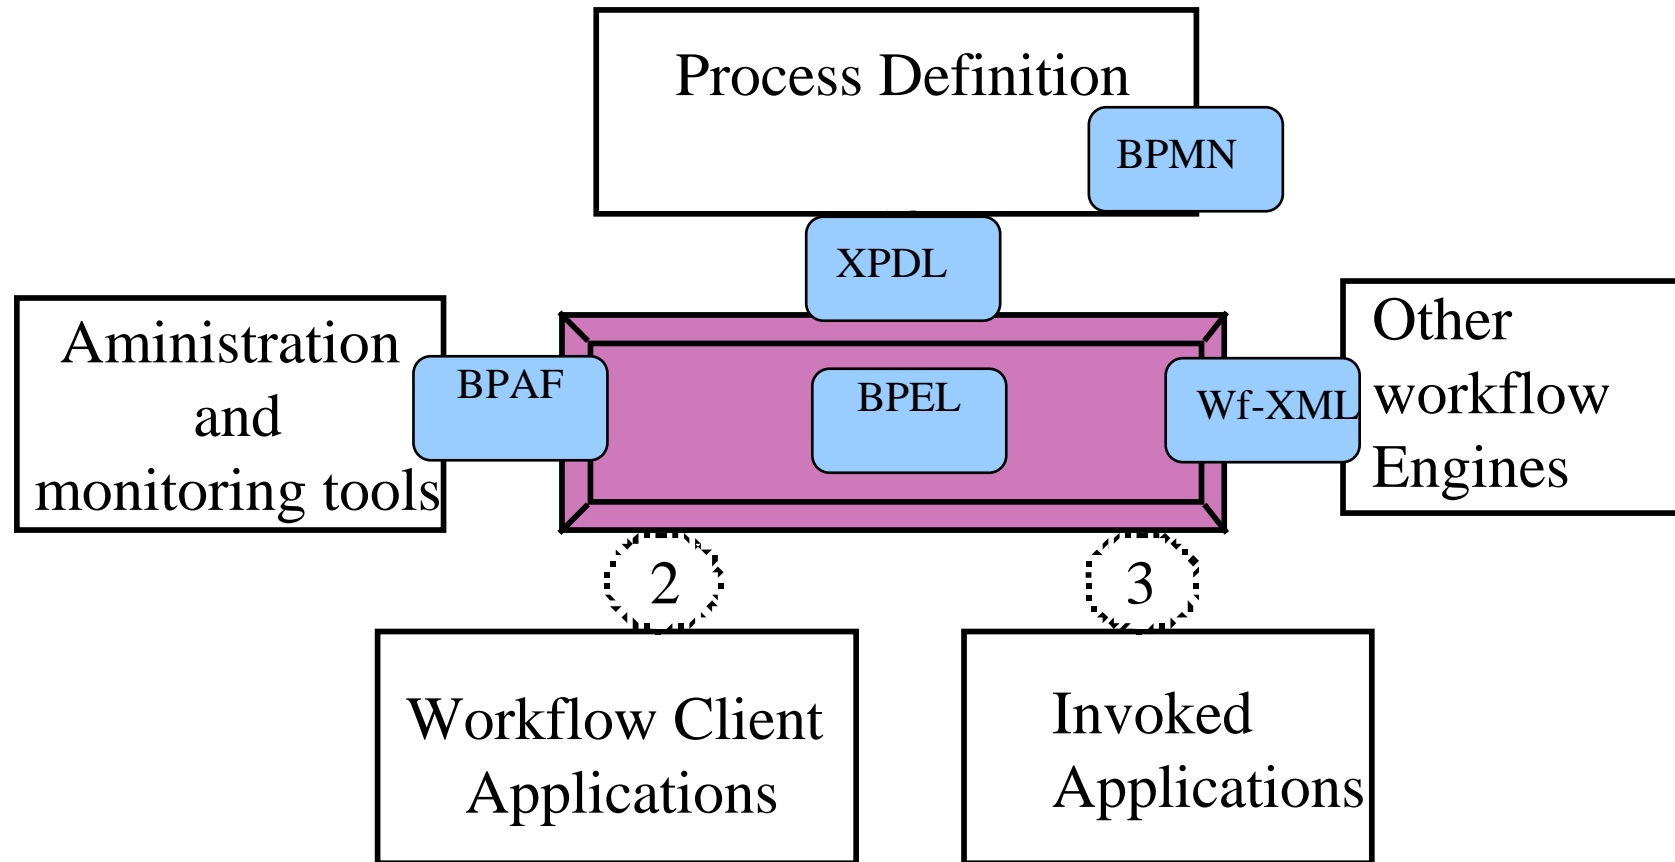 Process Definition
BPMN
XPDL
Aministration
and
monitoring tools
BPAF
BPEL
Wf-XML
Other
workflow
Engines
2
3
Workflow Client
Applications
Invoked
Applications